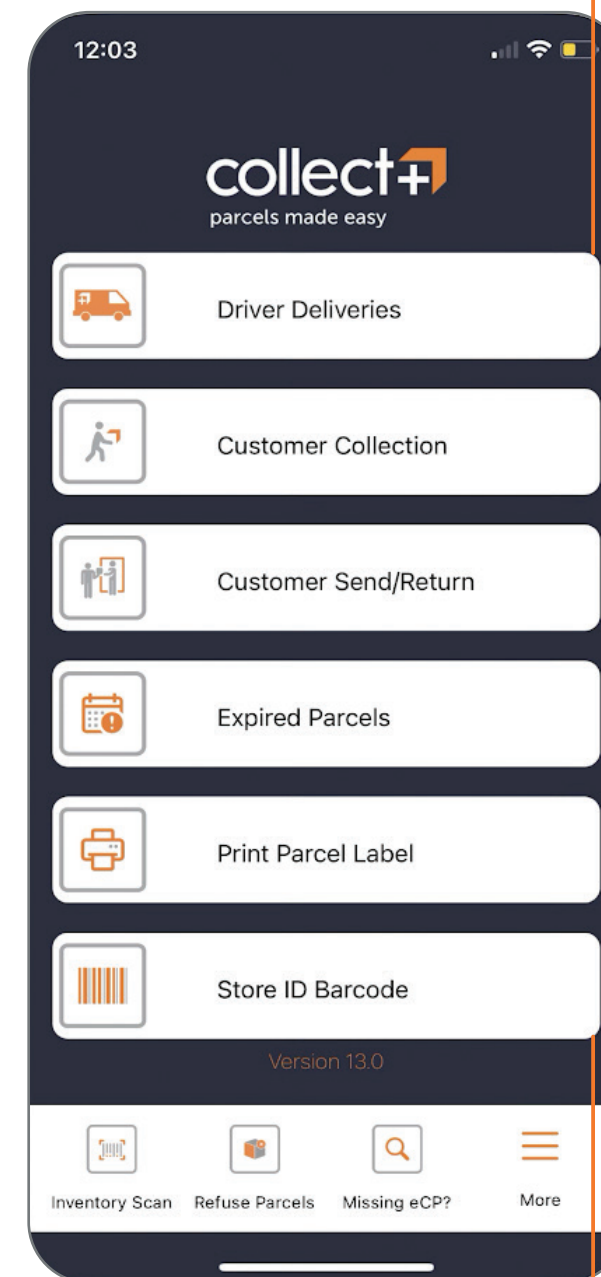 12:03
collect+
parcels made easy
Driver Deliveries
Customer Collection
Customer Send/Return
Expired Parcels
Print Parcel Label
Store ID Barcode
Version 13.0
Inventory Scan Refuse Parcels Missing eCP? More